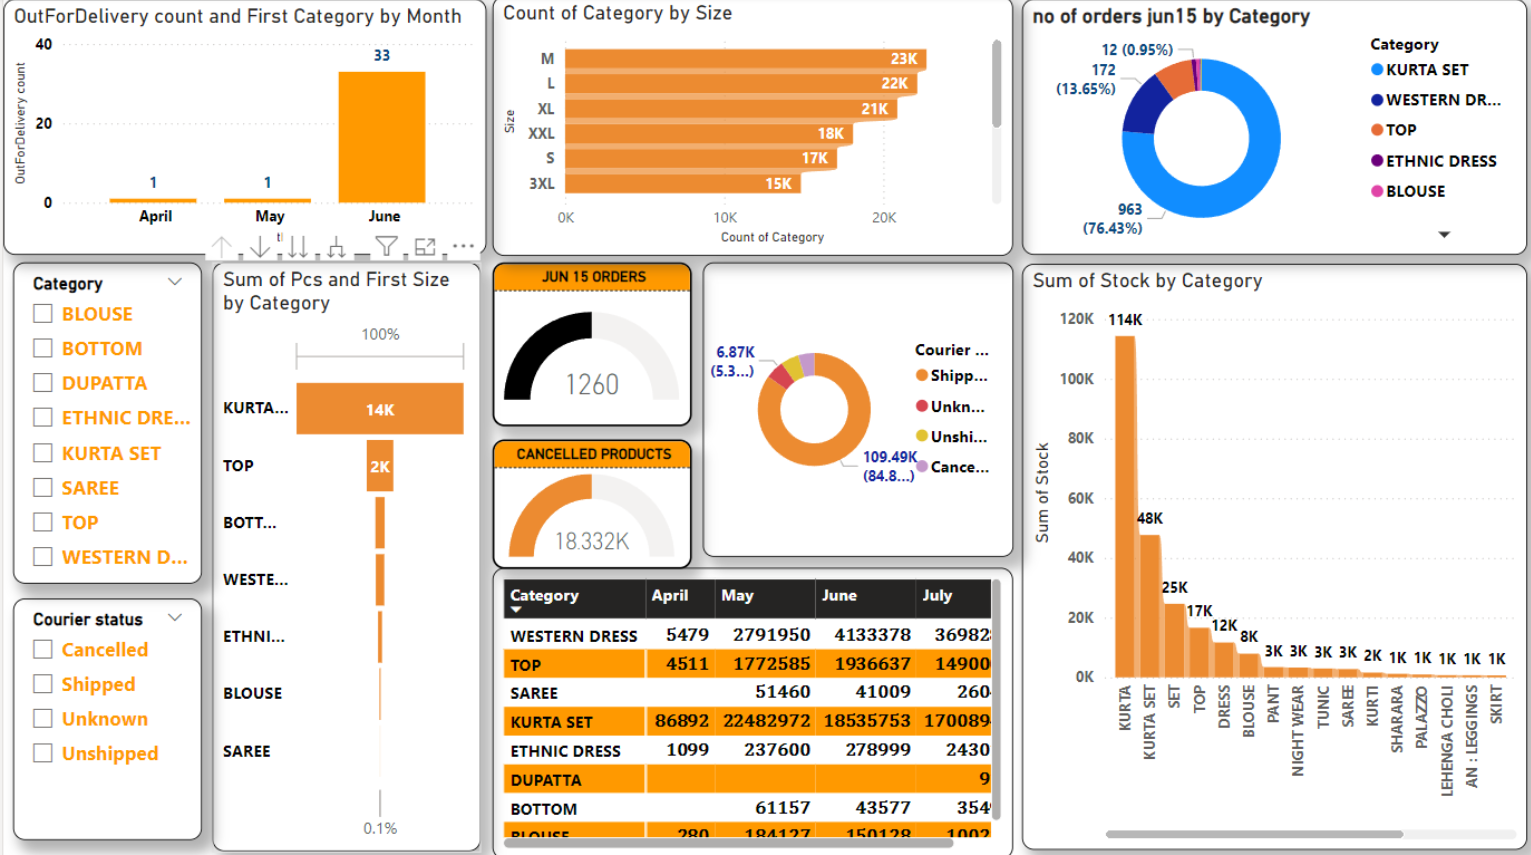 OutForDelivery count and First Category by Month
OutForDelivery count
40
20
0
1
1
33
April May June
Count of Category by Size
Size
M 23K
L 22K
XL 21K
XXL 18K
S 17K
3XL 15K
0K 10K 20K
Count of Category
no of orders jun15 by Category
12 (0.95%)
172
(13.65%)
963
(76.43%)
Category
KURTA SET
WESTERN DR...
TOP
ETHNIC DRESS
BLOUSE
Category
BLOUSE
BOTTOM
DUPATTA
ETHNIC DRE...
KURTA SET
SAREE
TOP
WESTERN D...
Courier status
Cancelled
Shipped
Unknown
Unshipped
Sum of Pcs and First Size
by Category
100%
KURTA... 14K
TOP 2K
BOTT...
WESTE...
ETHNI...
BLOUSE
SAREE
0.1%
JUN 15 ORDERS
1260
CANCELLED PRODUCTS
18.332K
6.87K
(5.3...)
109.49K
(84.8...)
Courier ...
Shipp...
Unkn...
Unshi...
Cance...
Category April May June July
WESTERN DRESS 5479 2791950 4133378 36982
TOP 4511 1772585 1936637 14900
SAREE 51460 41009 260
KURTA SET 86892 22482972 18535753 170089
ETHNIC DRESS 1099 237600 278999 2430
DUPATTA 9
BOTTOM 61157 43577 354
BLOUSE 280 184127 150128 1002
Sum of Stock by Category
Sum of Stock
120K
100K
80K
60K
40K
20K
0K
114K
48K
25K
17K
12K
8K
3K
3K
3K
3K
2K
1K
1K
1K
1K
1K
KURTA
KURTA SET
SET
TOP
DRESS
BLOUSE
PANT
NIGHT WEAR
TUNIC
SAREE
KURTI
SHARARA
PALAZZO
LEHENGA CHOLI
AN : LEGGINGS
SKIRT